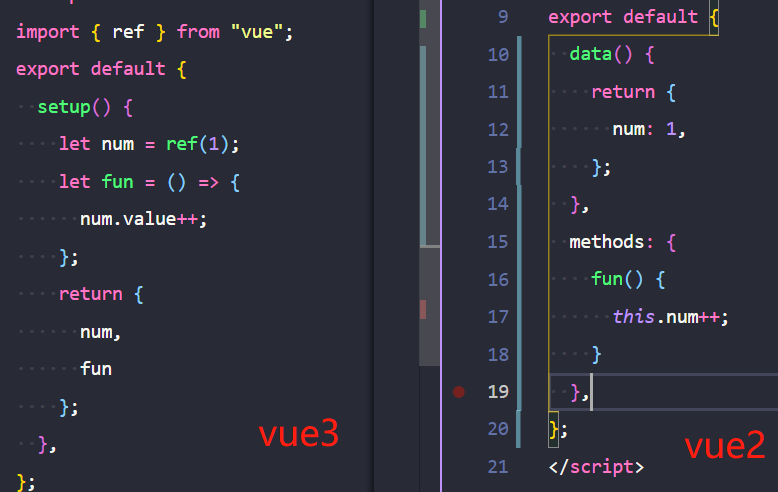 import { ref } from "vue";
export default {
  setup() {
    let num = ref(1);
    let fun = () => {
      num.value++;
    };
    return {
      num,
      fun
    };
  },
};
vue3
9 export default {
10   data() {
11     return {
12       num: 1,
13     };
14   },
15   methods: {
16     fun() {
17       this.num++;
18     }
19   },
20 };
21 </script>
vue2